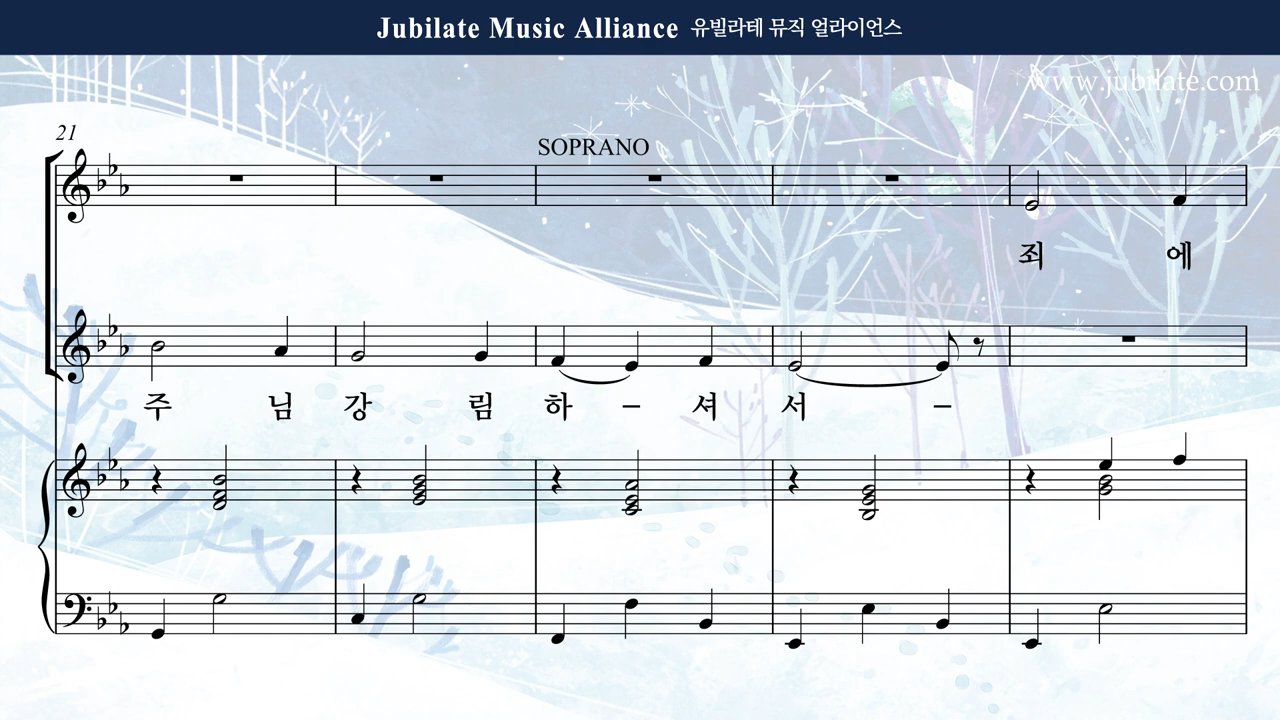 Jubilate Music Alliance 유빌라테 뮤직 얼라이언스
www.jubilate.com
21
SOPRANO
죄 에
주 님 강 림 하 – 셔 서 –